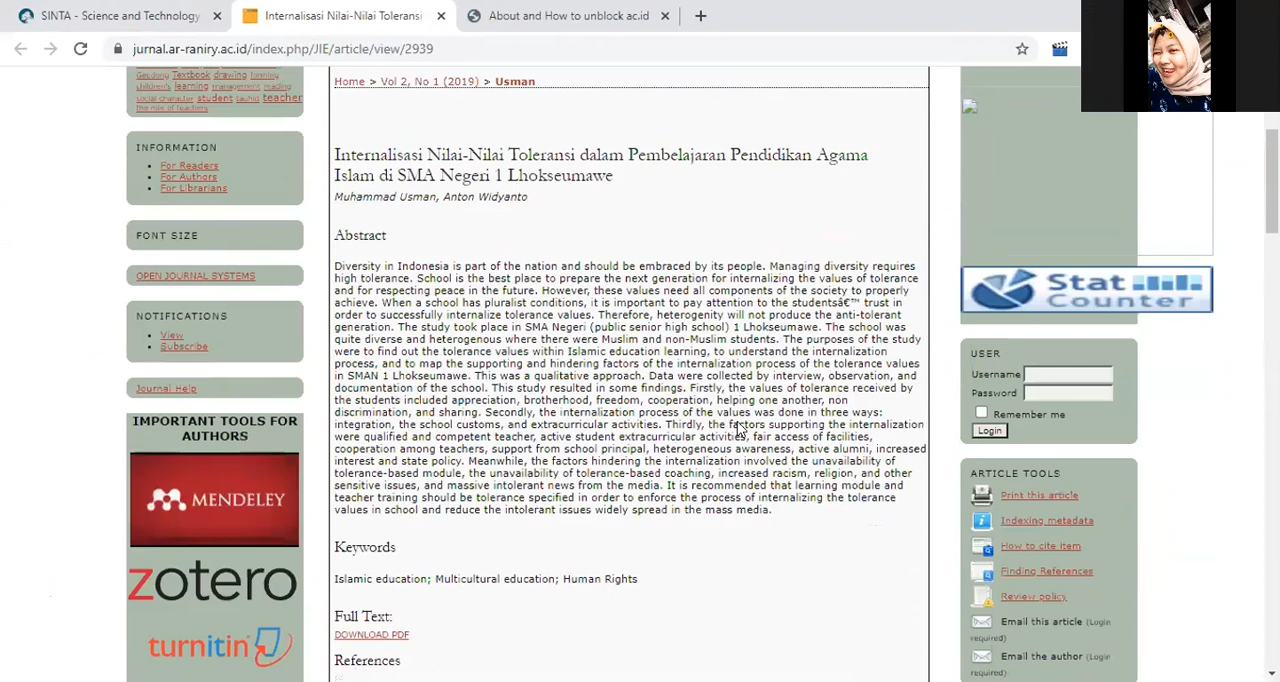 SINTA - Science and Technology
Internalisasi Nilai-Nilai Toleransi
About and How to unblock ac.id
jurnal.ar-raniry.ac.id/index.php/JIE/article/view/2939
Gedong Textbook drawing forming
children's learning management reading
social character student tauhid teacher
the role of teachers
INFORMATION
For Readers
For Authors
For Librarians
FONT SIZE
OPEN JOURNAL SYSTEMS
NOTIFICATIONS
View
Subscribe
Journal Help
IMPORTANT TOOLS FOR
AUTHORS
MENDELEY
zotero
turnitin
Home > Vol 2, No 1 (2019) > Usman
Internalisasi Nilai-Nilai Toleransi dalam Pembelajaran Pendidikan Agama
Islam di SMA Negeri 1 Lhokseumawe
Muhammad Usman, Anton Widyanto
Abstract
Diversity in Indonesia is part of the nation and should be embraced by its people. Managing diversity requires
high tolerance. School is the best place to prepare the next generation for internalizing the values of tolerance
and for respecting peace in the future. However, these values need all components of the society to properly
achieve. When a school has pluralist conditions, it is important to pay attention to the studentsâ€™ trust in
order to successfully internalize tolerance values. Therefore, heterogenity will not produce the anti-tolerant
generation. The study took place in SMA Negeri (public senior high school) 1 Lhokseumawe. The school was
quite diverse and heterogenous where there were Muslim and non-Muslim students. The purposes of the study
were to find out the tolerance values within Islamic education learning, to understand the internalization
process, and to map the supporting and hindering factors of the internalization process of the tolerance values
in SMAN 1 Lhokseumawe. This was a qualitative approach. Data were collected by interview, observation, and
documentation of the school. This study resulted in some findings. Firstly, the values of tolerance received by
the students included appreciation, brotherhood, freedom, cooperation, helping one another, non
discrimination, and sharing. Secondly, the internalization process of the values was done in three ways:
integration, the school customs, and extracurricular activities. Thirdly, the factors supporting the internalization
were qualified and competent teacher, active student extracurricular activities, fair access of facilities,
cooperation among teachers, support from school principal, heterogeneous awareness, active alumni, increased
interest and state policy. Meanwhile, the factors hindering the internalization involved the unavailability of
tolerance-based module, the unavailability of tolerance-based coaching, increased racism, religion, and other
sensitive issues, and massive intolerant news from the media. It is recommended that learning module and
teacher training should be tolerance specified in order to enforce the process of internalizing the tolerance
values in school and reduce the intolerant issues widely spread in the mass media.
Keywords
Islamic education; Multicultural education; Human Rights
Full Text:
DOWNLOAD PDF
References
Stat
Counter
USER
Username
Password
Remember me
Login
ARTICLE TOOLS
Print this article
Indexing metadata
How to cite item
Finding References
Review policy
Email this article (Login
required)
Email the author (Login
required)